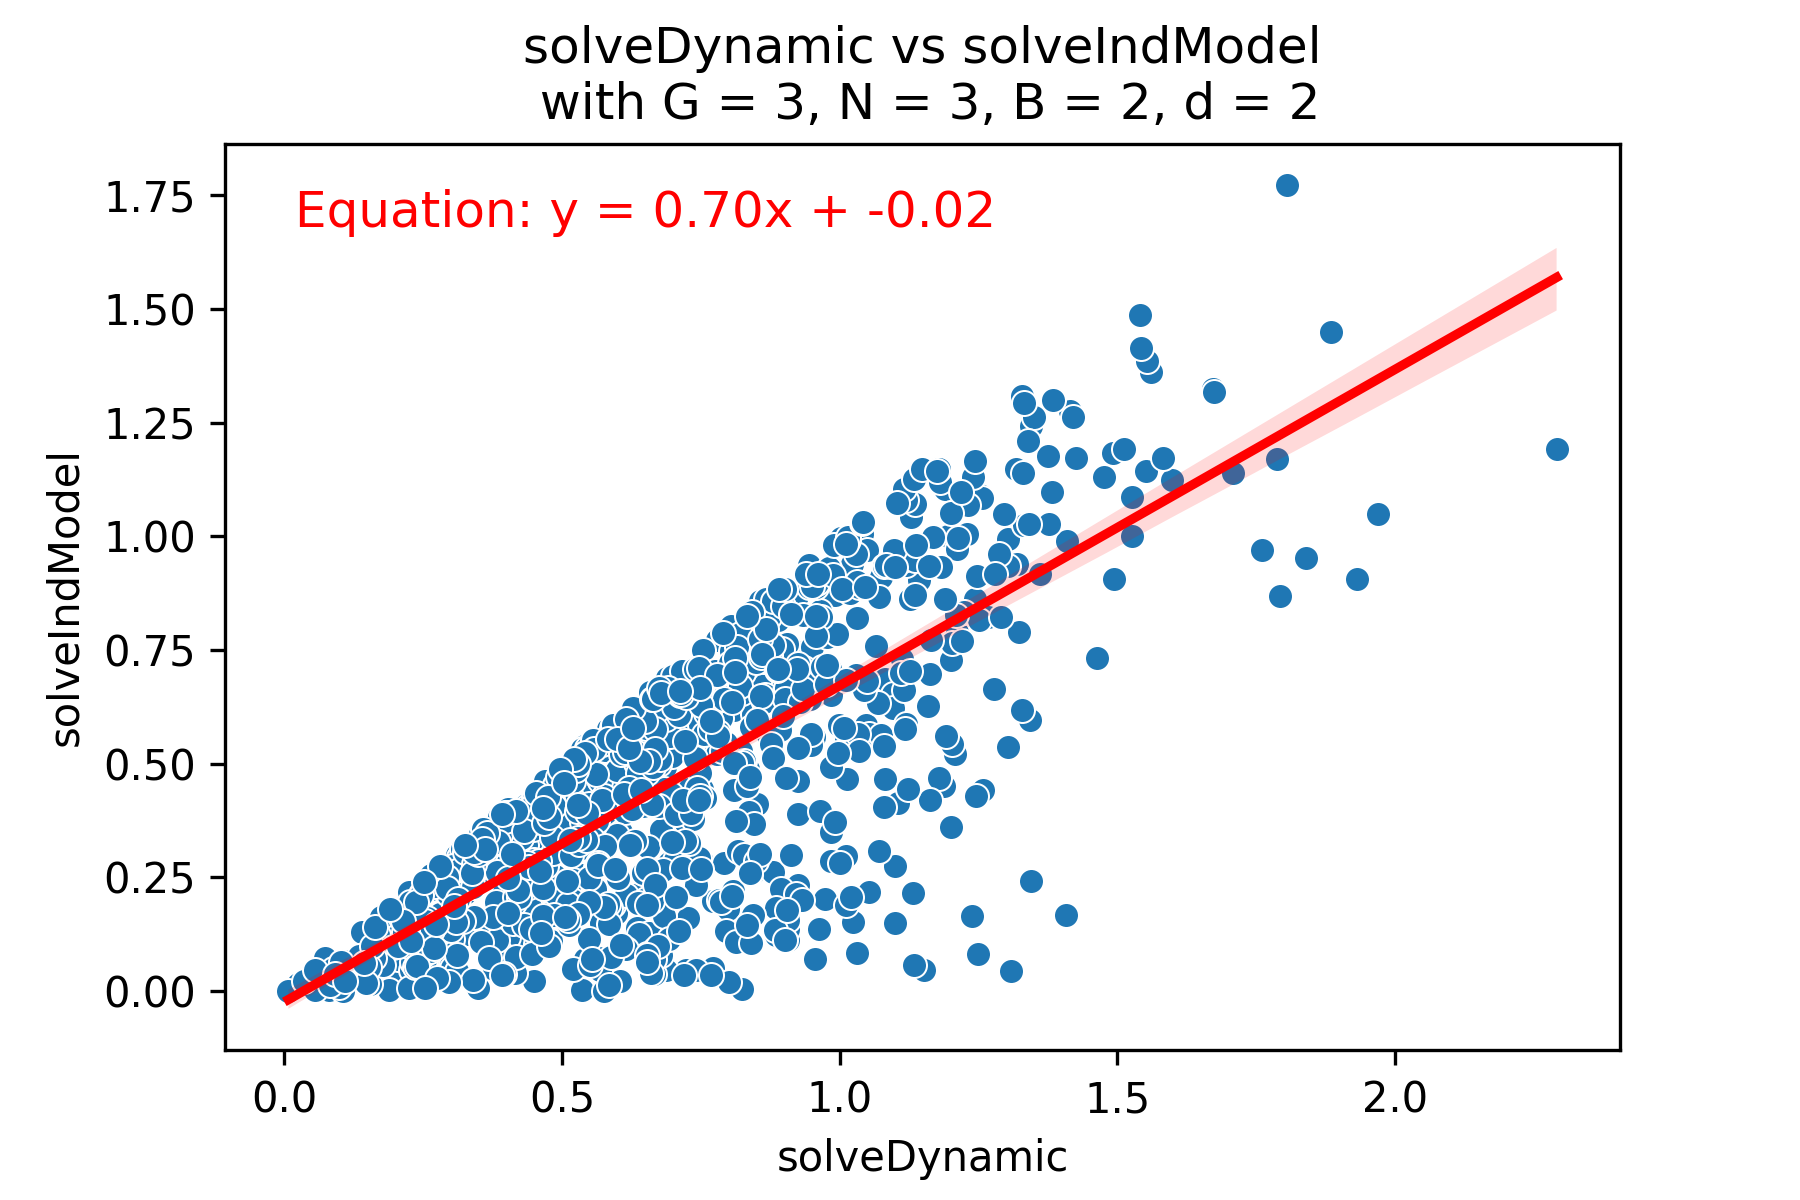 solveDynamic vs solveIndModel
with G = 3, N = 3, B = 2, d = 2
Equation: y = 0.70x + -0.02
1.75
1.50
1.25
1.00
0.75
0.50
0.25
0.00
solveIndModel
0.0 0.5 1.0 1.5 2.0
solveDynamic